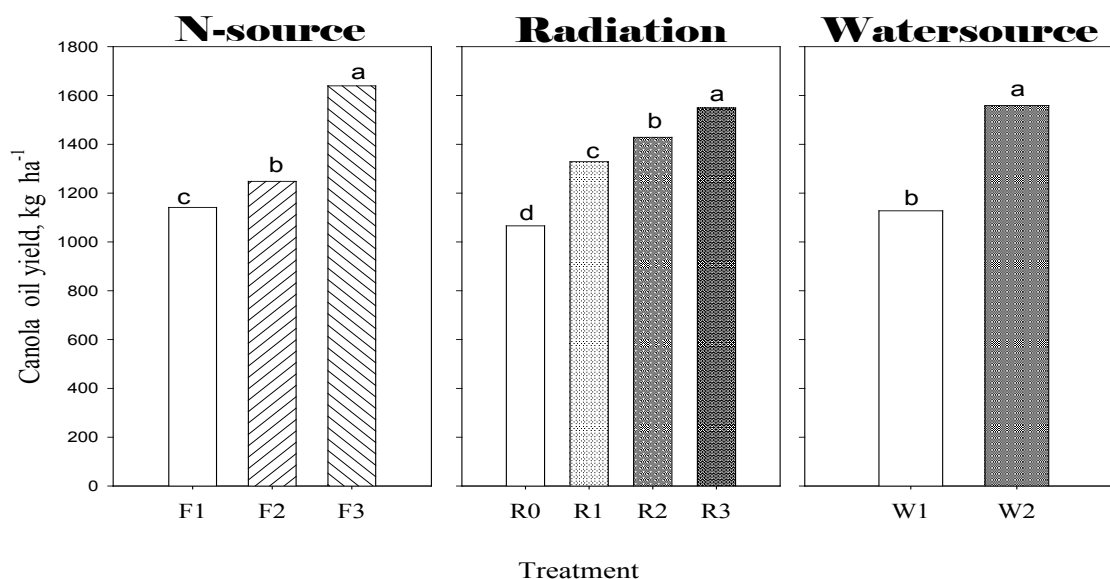 N-source Radiation Watersource
Canola oil yield, kg ha-1
1800
1600
1400
1200
1000
800
600
400
200
0
c b a
d c b a
b a
F1 F2 F3
R0 R1 R2 R3
W1 W2
Treatment